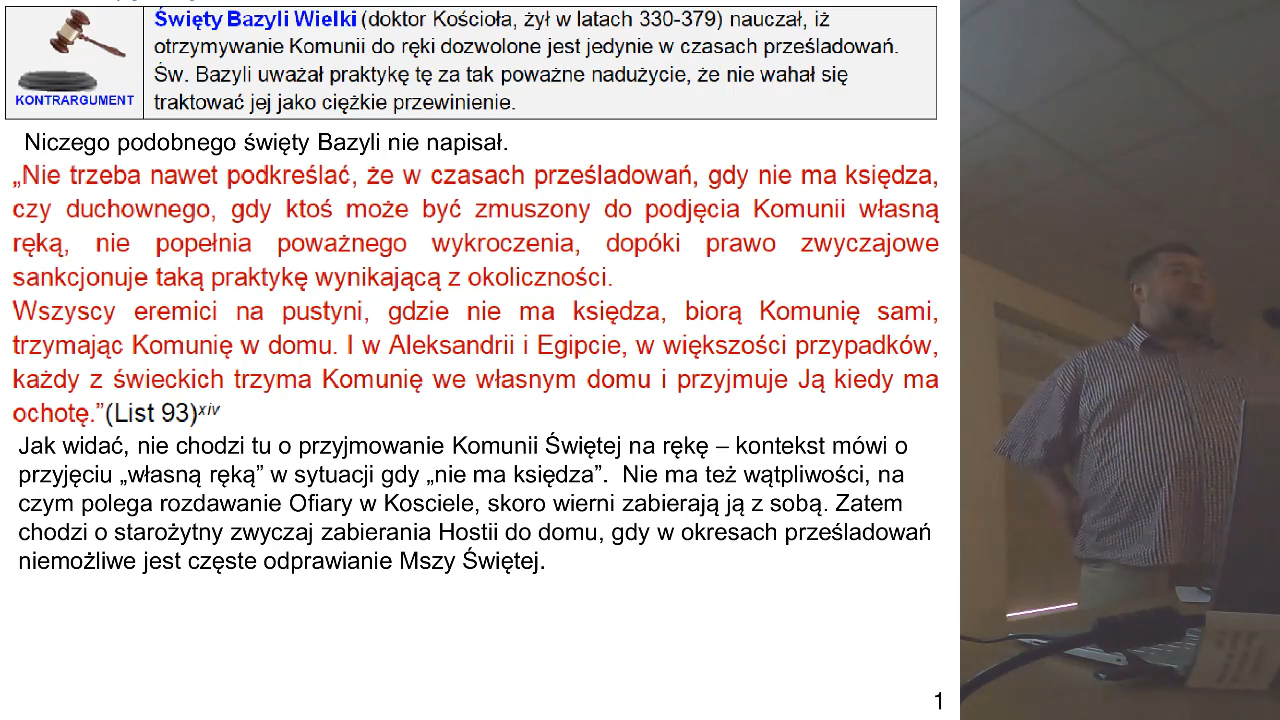 Święty Bazyli Wielki (doktor Kościoła, żył w latach 330-379) nauczał, iż
otrzymywanie Komunii do ręki dozwolone jest jedynie w czasach prześladowań.
Św. Bazyli uważał praktykę tę za tak poważne nadużycie, że nie wahał się
traktować jej jako ciężkie przewinienie.
KONTRARGUMENT
Niczego podobnego święty Bazyli nie napisał.
„Nie trzeba nawet podkreślać, że w czasach prześladowań, gdy nie ma księdza,
czy duchownego, gdy ktoś może być zmuszony do podjęcia Komunii własną
ręką, nie popełnia poważnego wykroczenia, dopóki prawo zwyczajowe
sankcjonuje taką praktykę wynikającą z okoliczności.
Wszyscy eremici na pustyni, gdzie nie ma księdza, biorą Komunię sami,
trzymając Komunię w domu. I w Aleksandrii i Egipcie, w większości przypadków,
każdy z świeckich trzyma Komunię we własnym domu i przyjmuje Ją kiedy ma
ochotę.”(List 93)xiv
Jak widać, nie chodzi tu o przyjmowanie Komunii Świętej na rękę – kontekst mówi o
przyjęciu „własną ręką” w sytuacji gdy „nie ma księdza”. Nie ma też wątpliwości, na
czym polega rozdawanie Ofiary w Kosciele, skoro wierni zabierają ją z sobą. Zatem
chodzi o starożytny zwyczaj zabierania Hostii do domu, gdy w okresach prześladowań
niemożliwe jest częste odprawianie Mszy Świętej.
1